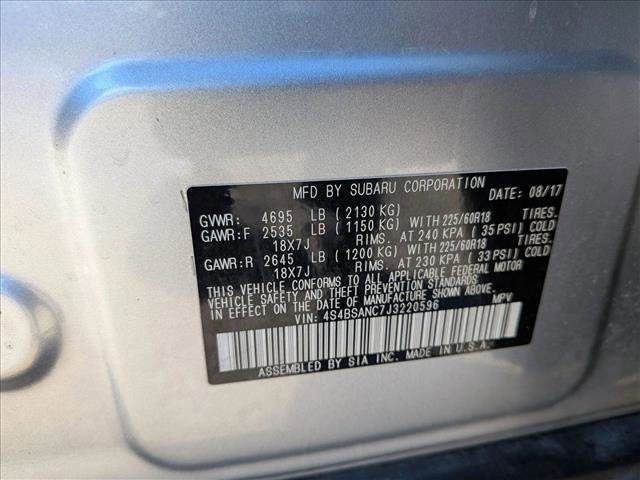 MFD BY SUBARU CORPORATION DATE: 08/17
GVWR: 4695 LB ( 2130 KG)
GAWR:F 2535 LB ( 1150 KG) WITH 225/60R18 TIRES.
18X7J RIMS. AT 240 KPA ( 35 PSI) COLD
GAWR:R 2645 LB ( 1200 KG) WITH 225/60R18 TIRES.
18X7J RIMS. AT 230 KPA ( 33 PSI) COLD
THIS VEHICLE CONFORMS TO ALL APPLICABLE FEDERAL MOTOR
VEHICLE SAFETY, BUMPER, AND THEFT PREVENTION STANDARDS
IN EFFECT ON THE DATE OF MANUFACTURE SHOWN ABOVE.
VIN: 4S4BSANC7J3220596 MPV
ASSEMBLED BY SIA INC. MADE IN U.S.A.